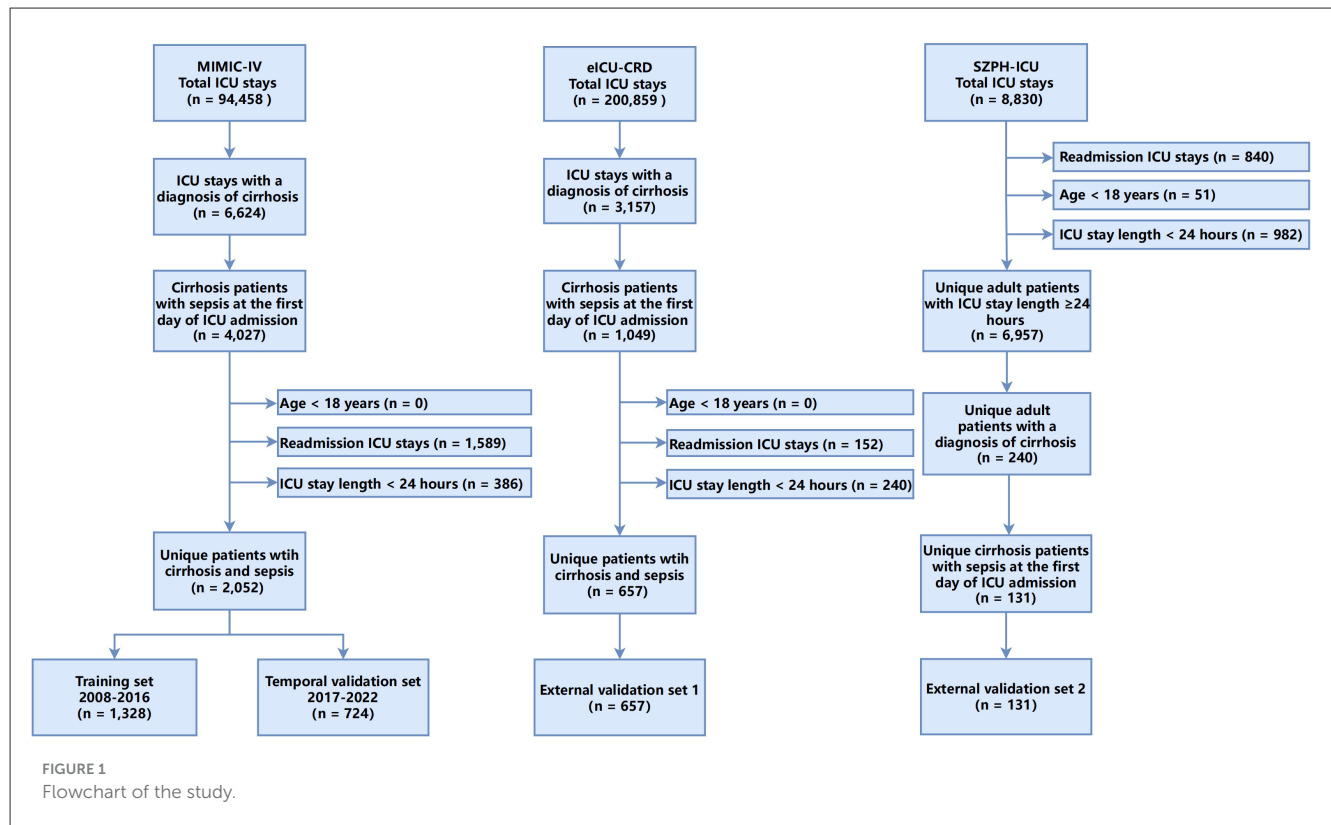 MIMIC-IV
Total ICU stays
(n = 94,458 )
ICU stays with a
diagnosis of cirrhosis
(n = 6,624)
Cirrhosis patients
with sepsis at the first
day of ICU admission
(n = 4,027)
Age < 18 years (n = 0)
Readmission ICU stays (n = 1,589)
ICU stay length < 24 hours (n = 386)
Unique patients wtih
cirrhosis and sepsis
(n = 2,052)
Training set
2008-2016
(n = 1,328)
Temporal validation set
2017-2022
(n = 724)
eICU-CRD
Total ICU stays
(n = 200,859 )
ICU stays with a
diagnosis of cirrhosis
(n = 3,157)
Cirrhosis patients
with sepsis at the first
day of ICU admission
(n = 1,049)
Age < 18 years (n = 0)
Readmission ICU stays (n = 152)
ICU stay length < 24 hours (n = 240)
Unique patients wtih
cirrhosis and sepsis
(n = 657)
External validation set 1
(n = 657)
SZPH-ICU
Total ICU stays
(n = 8,830)
Readmission ICU stays (n = 840)
Age < 18 years (n = 51)
ICU stay length < 24 hours (n = 982)
Unique adult patients
with ICU stay length ≥24
hours
(n = 6,957)
Unique adult
patients with a
diagnosis of cirrhosis
(n = 240)
Unique cirrhosis patients
with sepsis at the first
day of ICU admission
(n = 131)
External validation set 2
(n = 131)
FIGURE 1
Flowchart of the study.